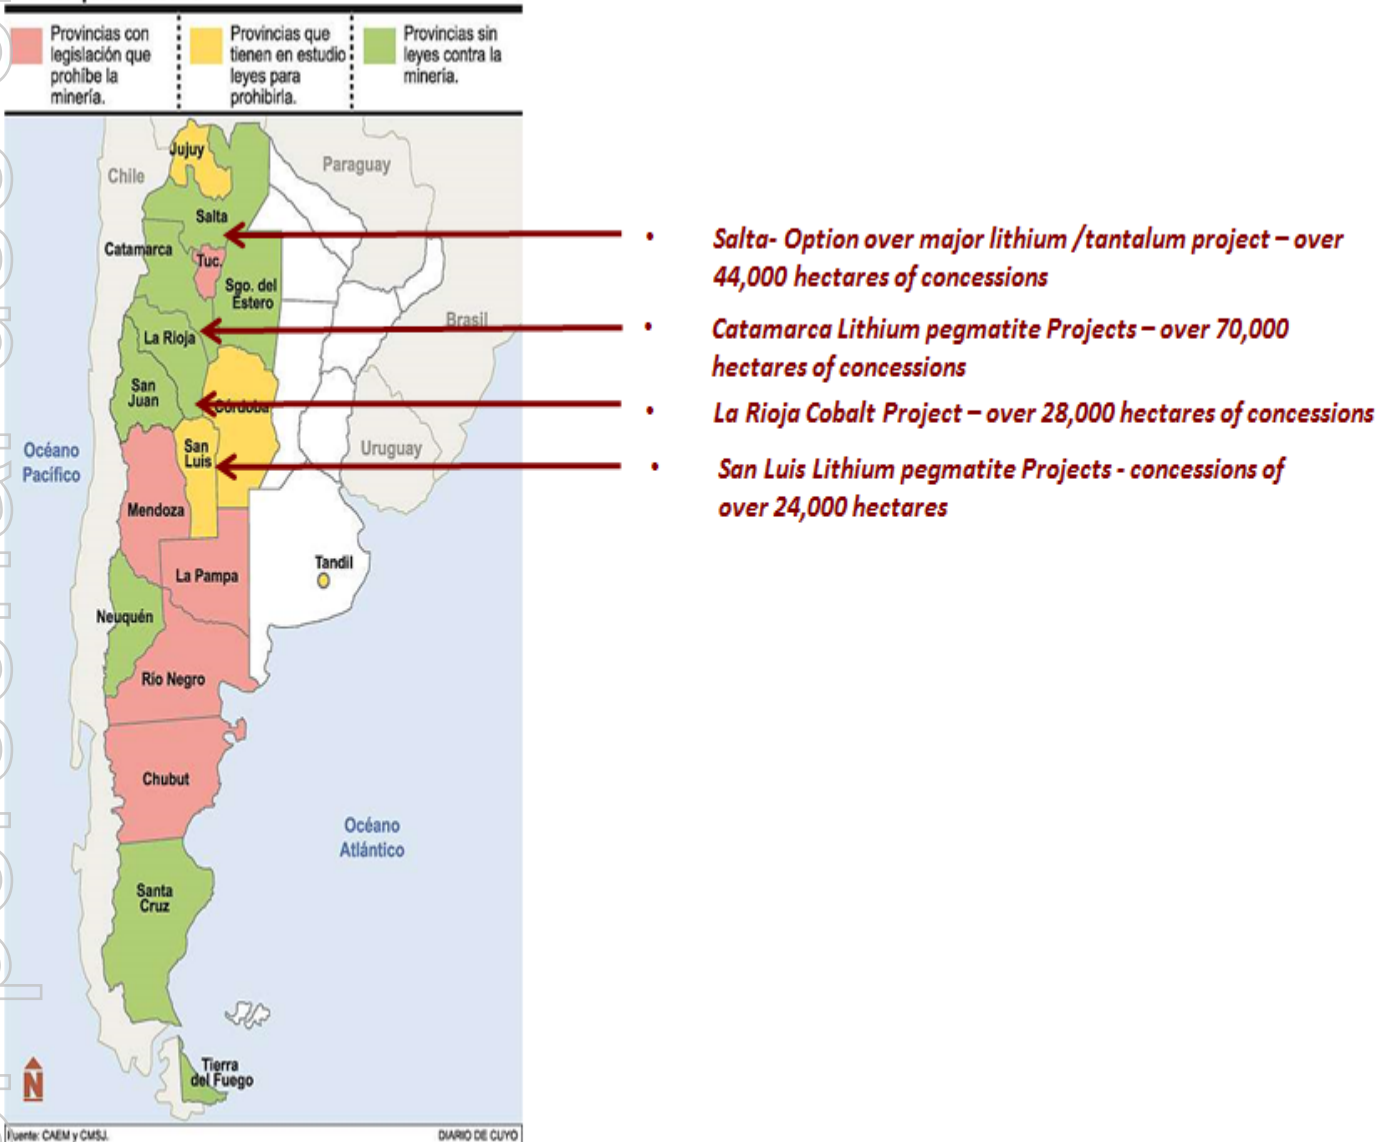 Provincias con
legislación que
prohíbe la
minería.
Provincias que
tienen en estudio
leyes para
prohibirla.
Provincias sin
leyes contra la
minería.
Jujuy
Paraguay
Chile
Salta
Catamarca
Tuc.
Sgo. del
Estero
Brasil
La Rioja
San
Juan
Córdoba
Océano
Pacífico
San
Luis
Uruguay
Mendoza
Tandil
La Pampa
Neuquén
Río Negro
Chubut
Océano
Atlántico
Santa
Cruz
Tierra
del Fuego
N
Fuente: CAEM y CMSJ.
DIARIO DE CUYO
• Salta- Option over major lithium /tantalum project – over
44,000 hectares of concessions
• Catamarca Lithium pegmatite Projects – over 70,000
hectares of concessions
• La Rioja Cobalt Project – over 28,000 hectares of concessions
• San Luis Lithium pegmatite Projects - concessions of
over 24,000 hectares